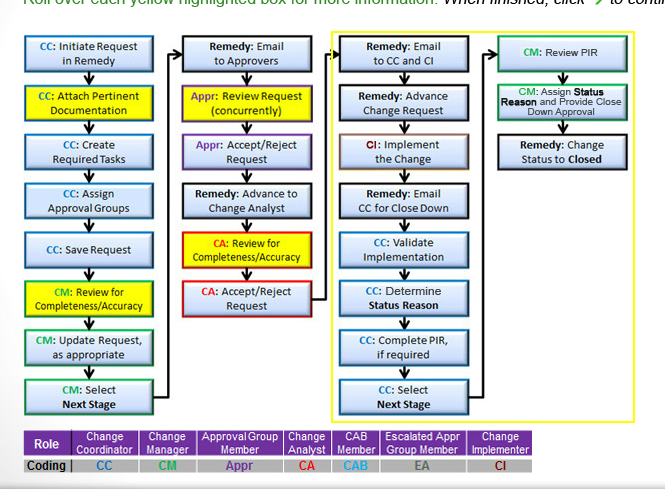 Roll over each yellow highlighted box for more information. When finished, click to conti
CC: Initiate Request
in Remedy
CC: Attach Pertinent
Documentation
CC: Create
Required Tasks
CC: Assign
Approval Groups
CC: Save Request
CM: Review for
Completeness/Accuracy
CM: Update Request,
as appropriate
CM: Select
Next Stage
Remedy: Email
to Approvers
Appr: Review Request
(concurrently)
Appr: Accept/Reject
Request
Remedy: Advance to
Change Analyst
CA: Review for
Completeness/Accuracy
CA: Accept/Reject
Request
Remedy: Email
to CC and CI
Remedy: Advance
Change Request
CI: Implement
the Change
Remedy: Email
CC for Close Down
CC: Validate
Implementation
CC: Determine
Status Reason
CC: Complete PIR,
if required
CC: Select
Next Stage
CM: Review PIR
CM: Assign Status
Reason and Provide Close
Down Approval
Remedy: Change
Status to Closed
Role Change Coordinator Change Manager Approval Group Member Change Analyst CAB Member Escalated Appr Group Member Change Implementer
Coding CC CM Appr CA CAB EA CI